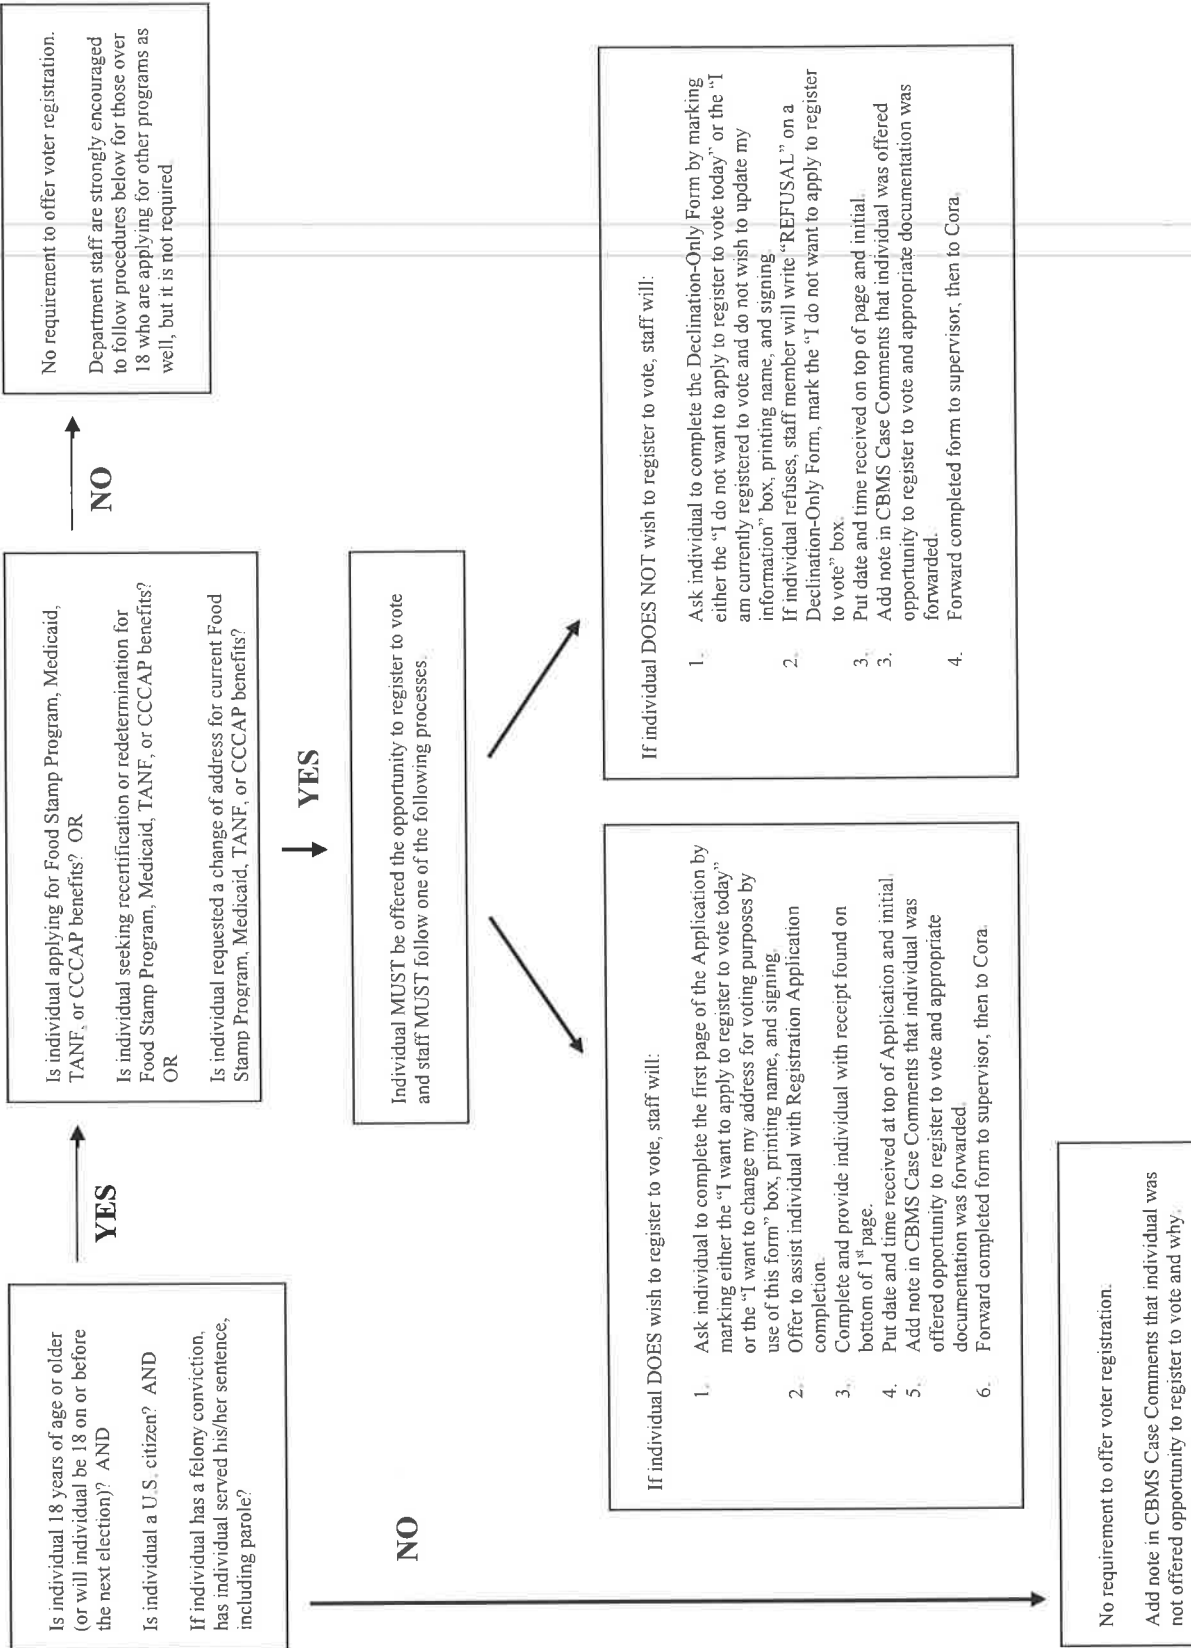 Is individual 18 years of age or older
(or will individual be 18 on or before
the next election)? AND
Is individual a U.S. citizen? AND
If individual has a felony conviction,
has individual served his/her sentence,
including parole?
YES
Is individual applying for Food Stamp Program, Medicaid,
TANF, or CCCAP benefits? OR
Is individual seeking recertification or redetermination for
Food Stamp Program, Medicaid, TANF, or CCCAP benefits?
OR
Is individual requested a change of address for current Food
Stamp Program, Medicaid, TANF, or CCCAP benefits?
NO
No requirement to offer voter registration.
Department staff are strongly encouraged
to follow procedures below for those over
18 who are applying for other programs as
well, but it is not required.
YES
Individual MUST be offered the opportunity to register to vote
and staff MUST follow one of the following processes.
NO
If individual DOES wish to register to vote, staff will:
1. Ask individual to complete the first page of the Application by
marking either the “I want to apply to register to vote today”
or the “I want to change my address for voting purposes by
use of this form” box, printing name, and signing.
2. Offer to assist individual with Registration Application
completion.
3. Complete and provide individual with receipt found on
bottom of 1st page.
4. Put date and time received at top of Application and initial.
5. Add note in CBMS Case Comments that individual was
offered opportunity to register to vote and appropriate
documentation was forwarded.
6. Forward completed form to supervisor, then to Cora.
If individual DOES NOT wish to register to vote, staff will:
1. Ask individual to complete the Declination-Only Form by marking
either the “I do not want to apply to register to vote today” or the “I
am currently registered to vote and do not wish to update my
information” box, printing name, and signing.
2. If individual refuses, staff member will write “REFUSAL” on a
Declination-Only Form, mark the “I do not want to apply to register
to vote” box.
3. Put date and time received on top of page and initial.
3. Add note in CBMS Case Comments that individual was offered
opportunity to register to vote and appropriate documentation was
forwarded.
4. Forward completed form to supervisor, then to Cora.
No requirement to offer voter registration.
Add note in CBMS Case Comments that individual was
not offered opportunity to register to vote and why.